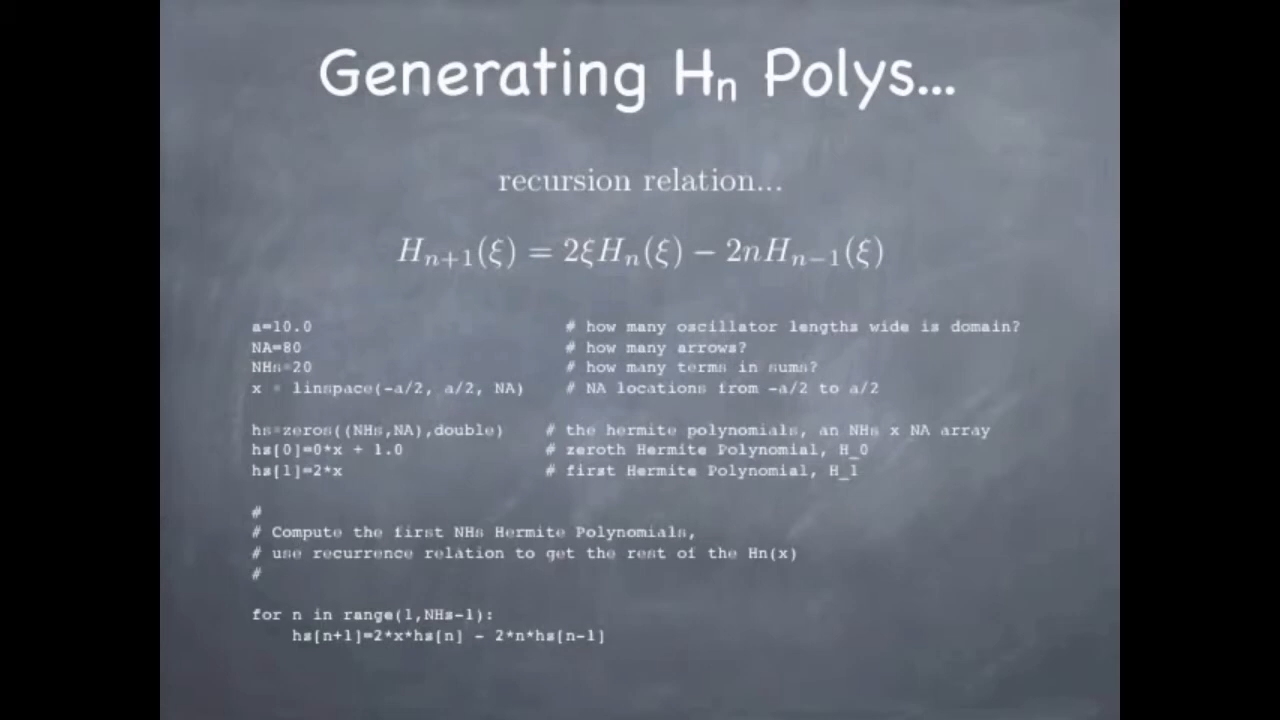 Generating Hn Polys...
recursion relation...
Hₙ₊₁(ξ) = 2ξHₙ(ξ) − 2nHₙ₋₁(ξ)
a=10.0 # how many oscillator lengths wide is domain?
NA=80 # how many arrows?
NHs=20 # how many terms in sums?
x = linspace(-a/2, a/2, NA) # NA locations from -a/2 to a/2
hs=zeros((NHs,NA),double) # the hermite polynomials, an NHs x NA array
hs[0]=0*x + 1.0 # zeroth Hermite Polynomial, H_0
hs[1]=2*x # first Hermite Polynomial, H_1
#
# Compute the first NHs Hermite Polynomials,
# use recurrence relation to get the rest of the Hn(x)
#
for n in range(1,NHs-1):
hs[n+1]=2*x*hs[n] - 2*n*hs[n-1]